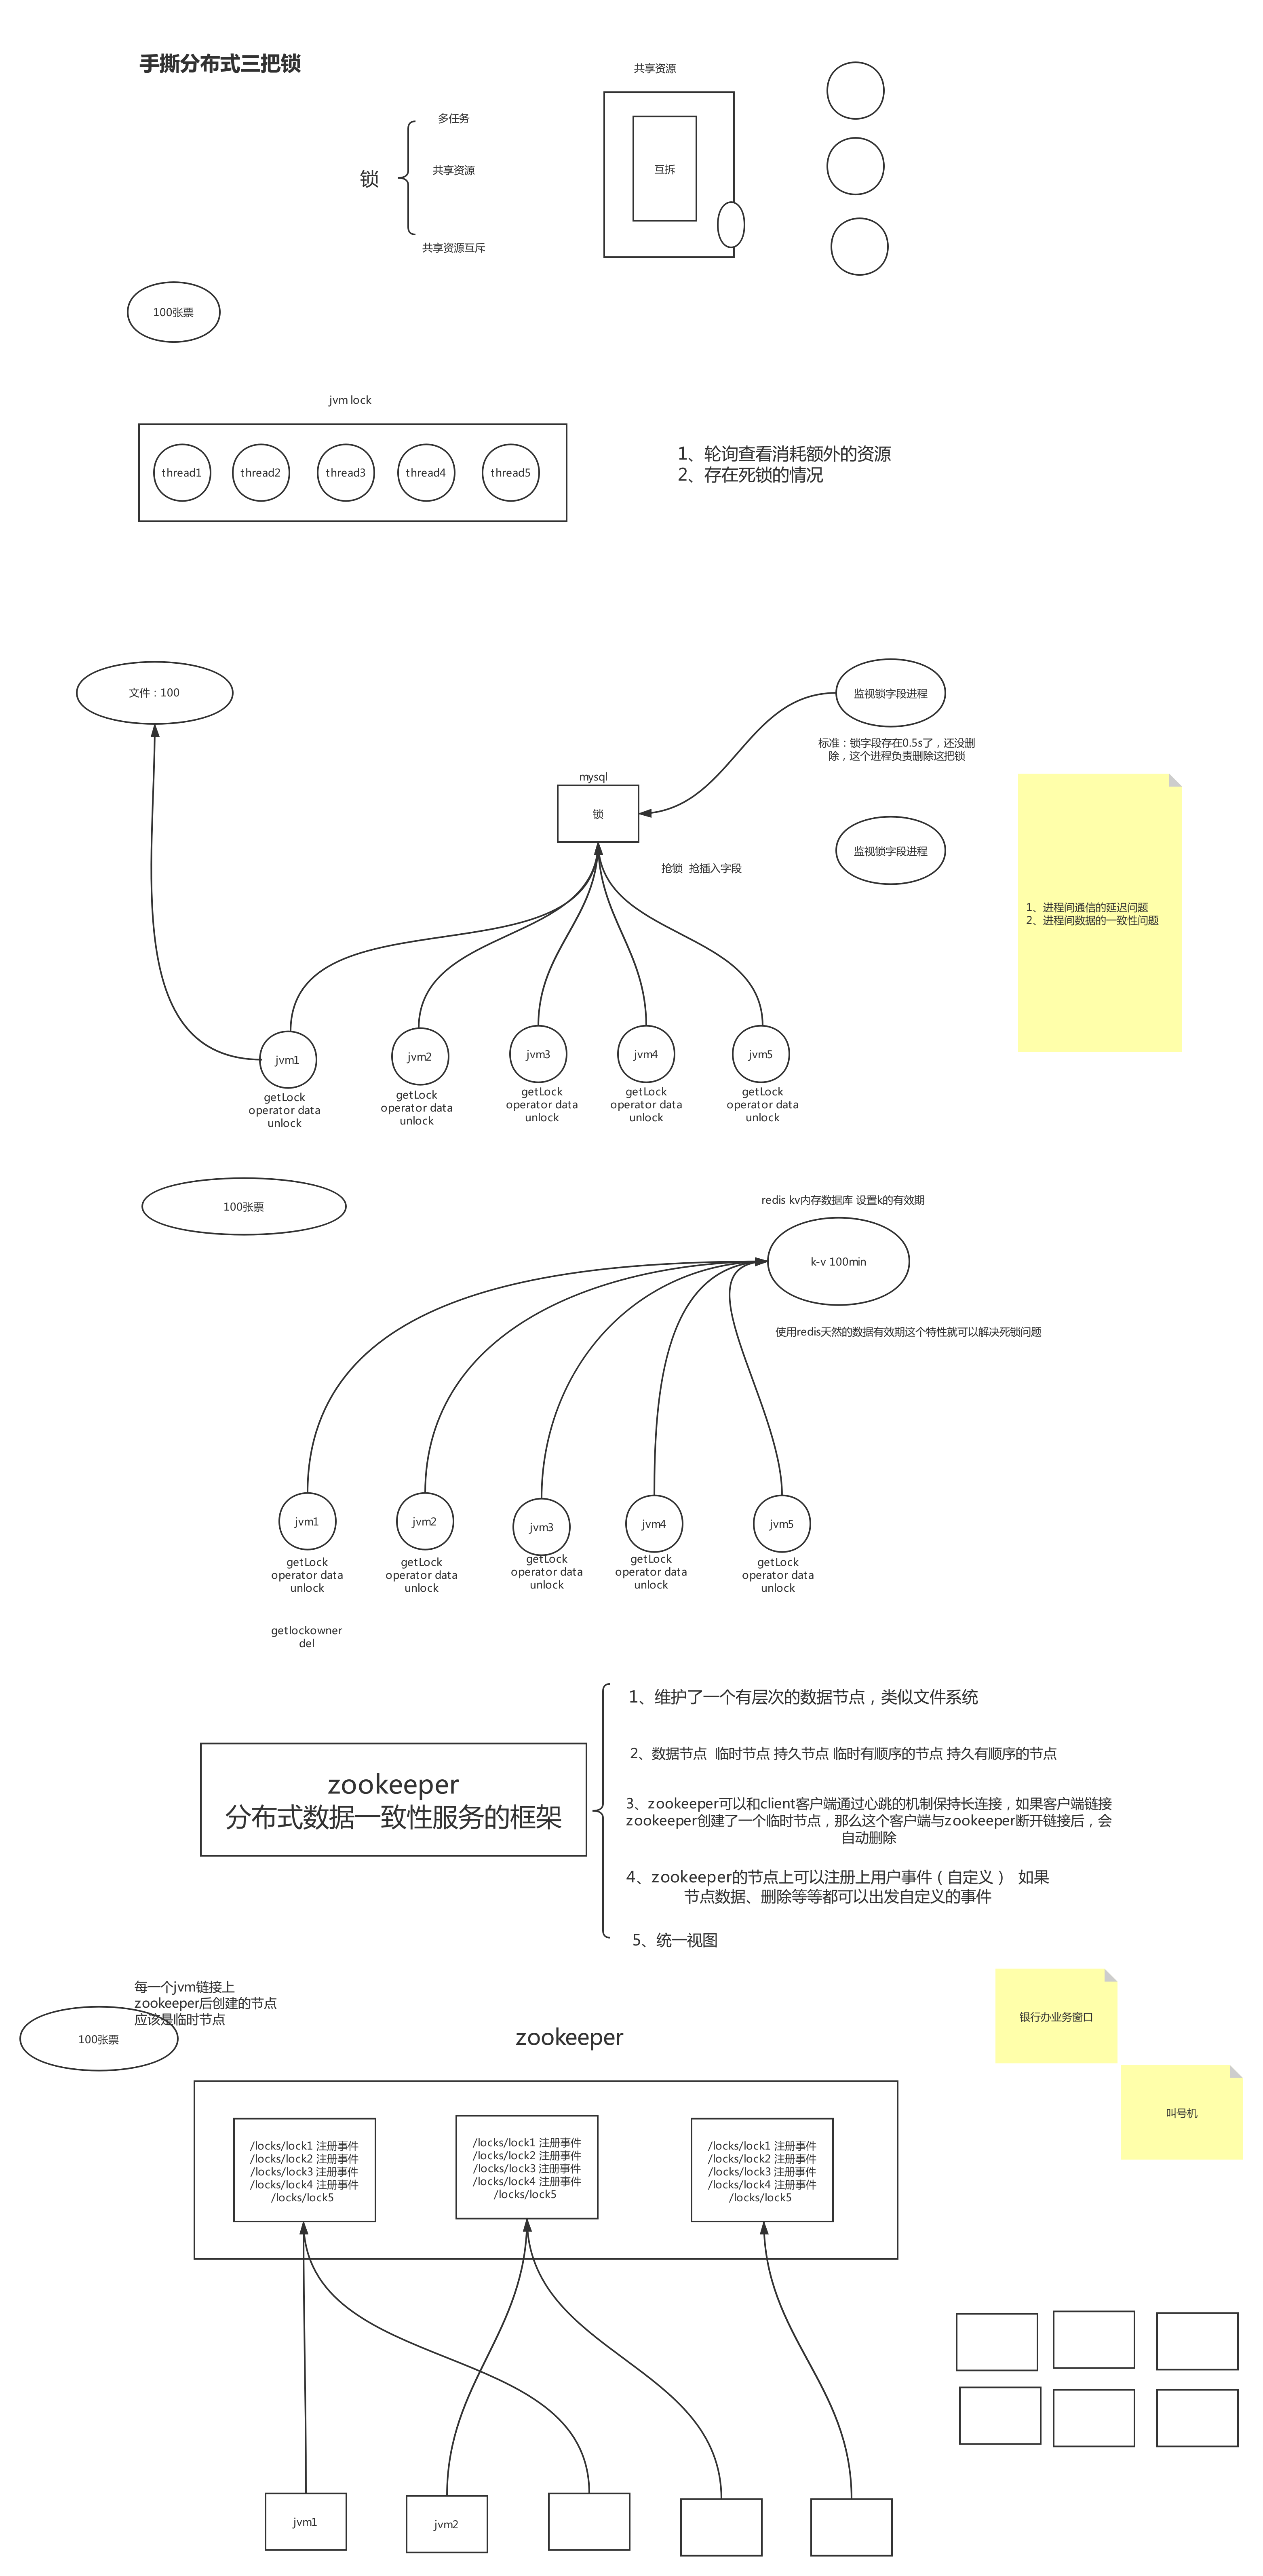 手撕分布式三把锁
共享资源
多任务
锁
共享资源
互拆
共享资源互斥
100张票
jvm lock
thread1
thread2
thread3
thread4
thread5
1、轮询查看消耗额外的资源
2、存在死锁的情况
文件：100
监视锁字段进程
标准：锁字段存在0.5s了，还没删
除，这个进程负责删除这把锁
mysql
锁
抢锁 抢插入字段
监视锁字段进程
1、进程间通信的延迟问题
2、进程间数据的一致性问题
jvm1
getLock
operator data
unlock
jvm2
getLock
operator data
unlock
jvm3
getLock
operator data
unlock
jvm4
getLock
operator data
unlock
jvm5
getLock
operator data
unlock
100张票
redis kv内存数据库 设置k的有效期
k-v 100min
使用redis天然的数据有效期这个特性就可以解决死锁问题
jvm1
getLock
operator data
unlock
jvm2
getLock
operator data
unlock
jvm3
getLock
operator data
unlock
jvm4
getLock
operator data
unlock
jvm5
getLock
operator data
unlock
getlockowner
del
zookeeper
分布式数据一致性服务的框架
1、维护了一个有层次的数据节点，类似文件系统
2、数据节点 临时节点 持久节点 临时有顺序的节点 持久有顺序的节点
3、zookeeper可以和client客户端通过心跳的机制保持长连接，如果客户端链接
zookeeper创建了一个临时节点，那么这个客户端与zookeeper断开链接后，会
自动删除
4、zookeeper的节点上可以注册上用户事件（自定义） 如果
节点数据、删除等等都可以出发自定义的事件
5、统一视图
每一个jvm链接上
zookeeper后创建的节点
应该是临时节点
100张票
zookeeper
银行办业务窗口
叫号机
/locks/lock1 注册事件
/locks/lock2 注册事件
/locks/lock3 注册事件
/locks/lock4 注册事件
/locks/lock5
/locks/lock1 注册事件
/locks/lock2 注册事件
/locks/lock3 注册事件
/locks/lock4 注册事件
/locks/lock5
/locks/lock1 注册事件
/locks/lock2 注册事件
/locks/lock3 注册事件
/locks/lock4 注册事件
/locks/lock5
jvm1
jvm2